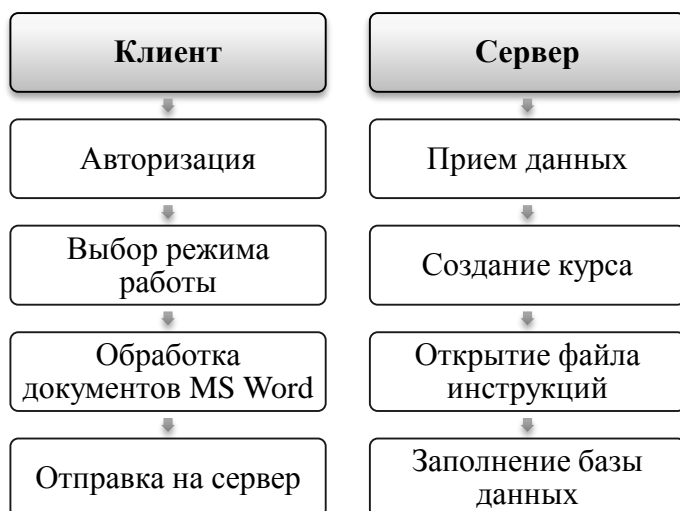 Клиент
Авторизация
Выбор режима
работы
Обработка
документов MS Word
Отправка на сервер
Сервер
Прием данных
Создание курса
Открытие файла
инструкций
Заполнение базы
данных